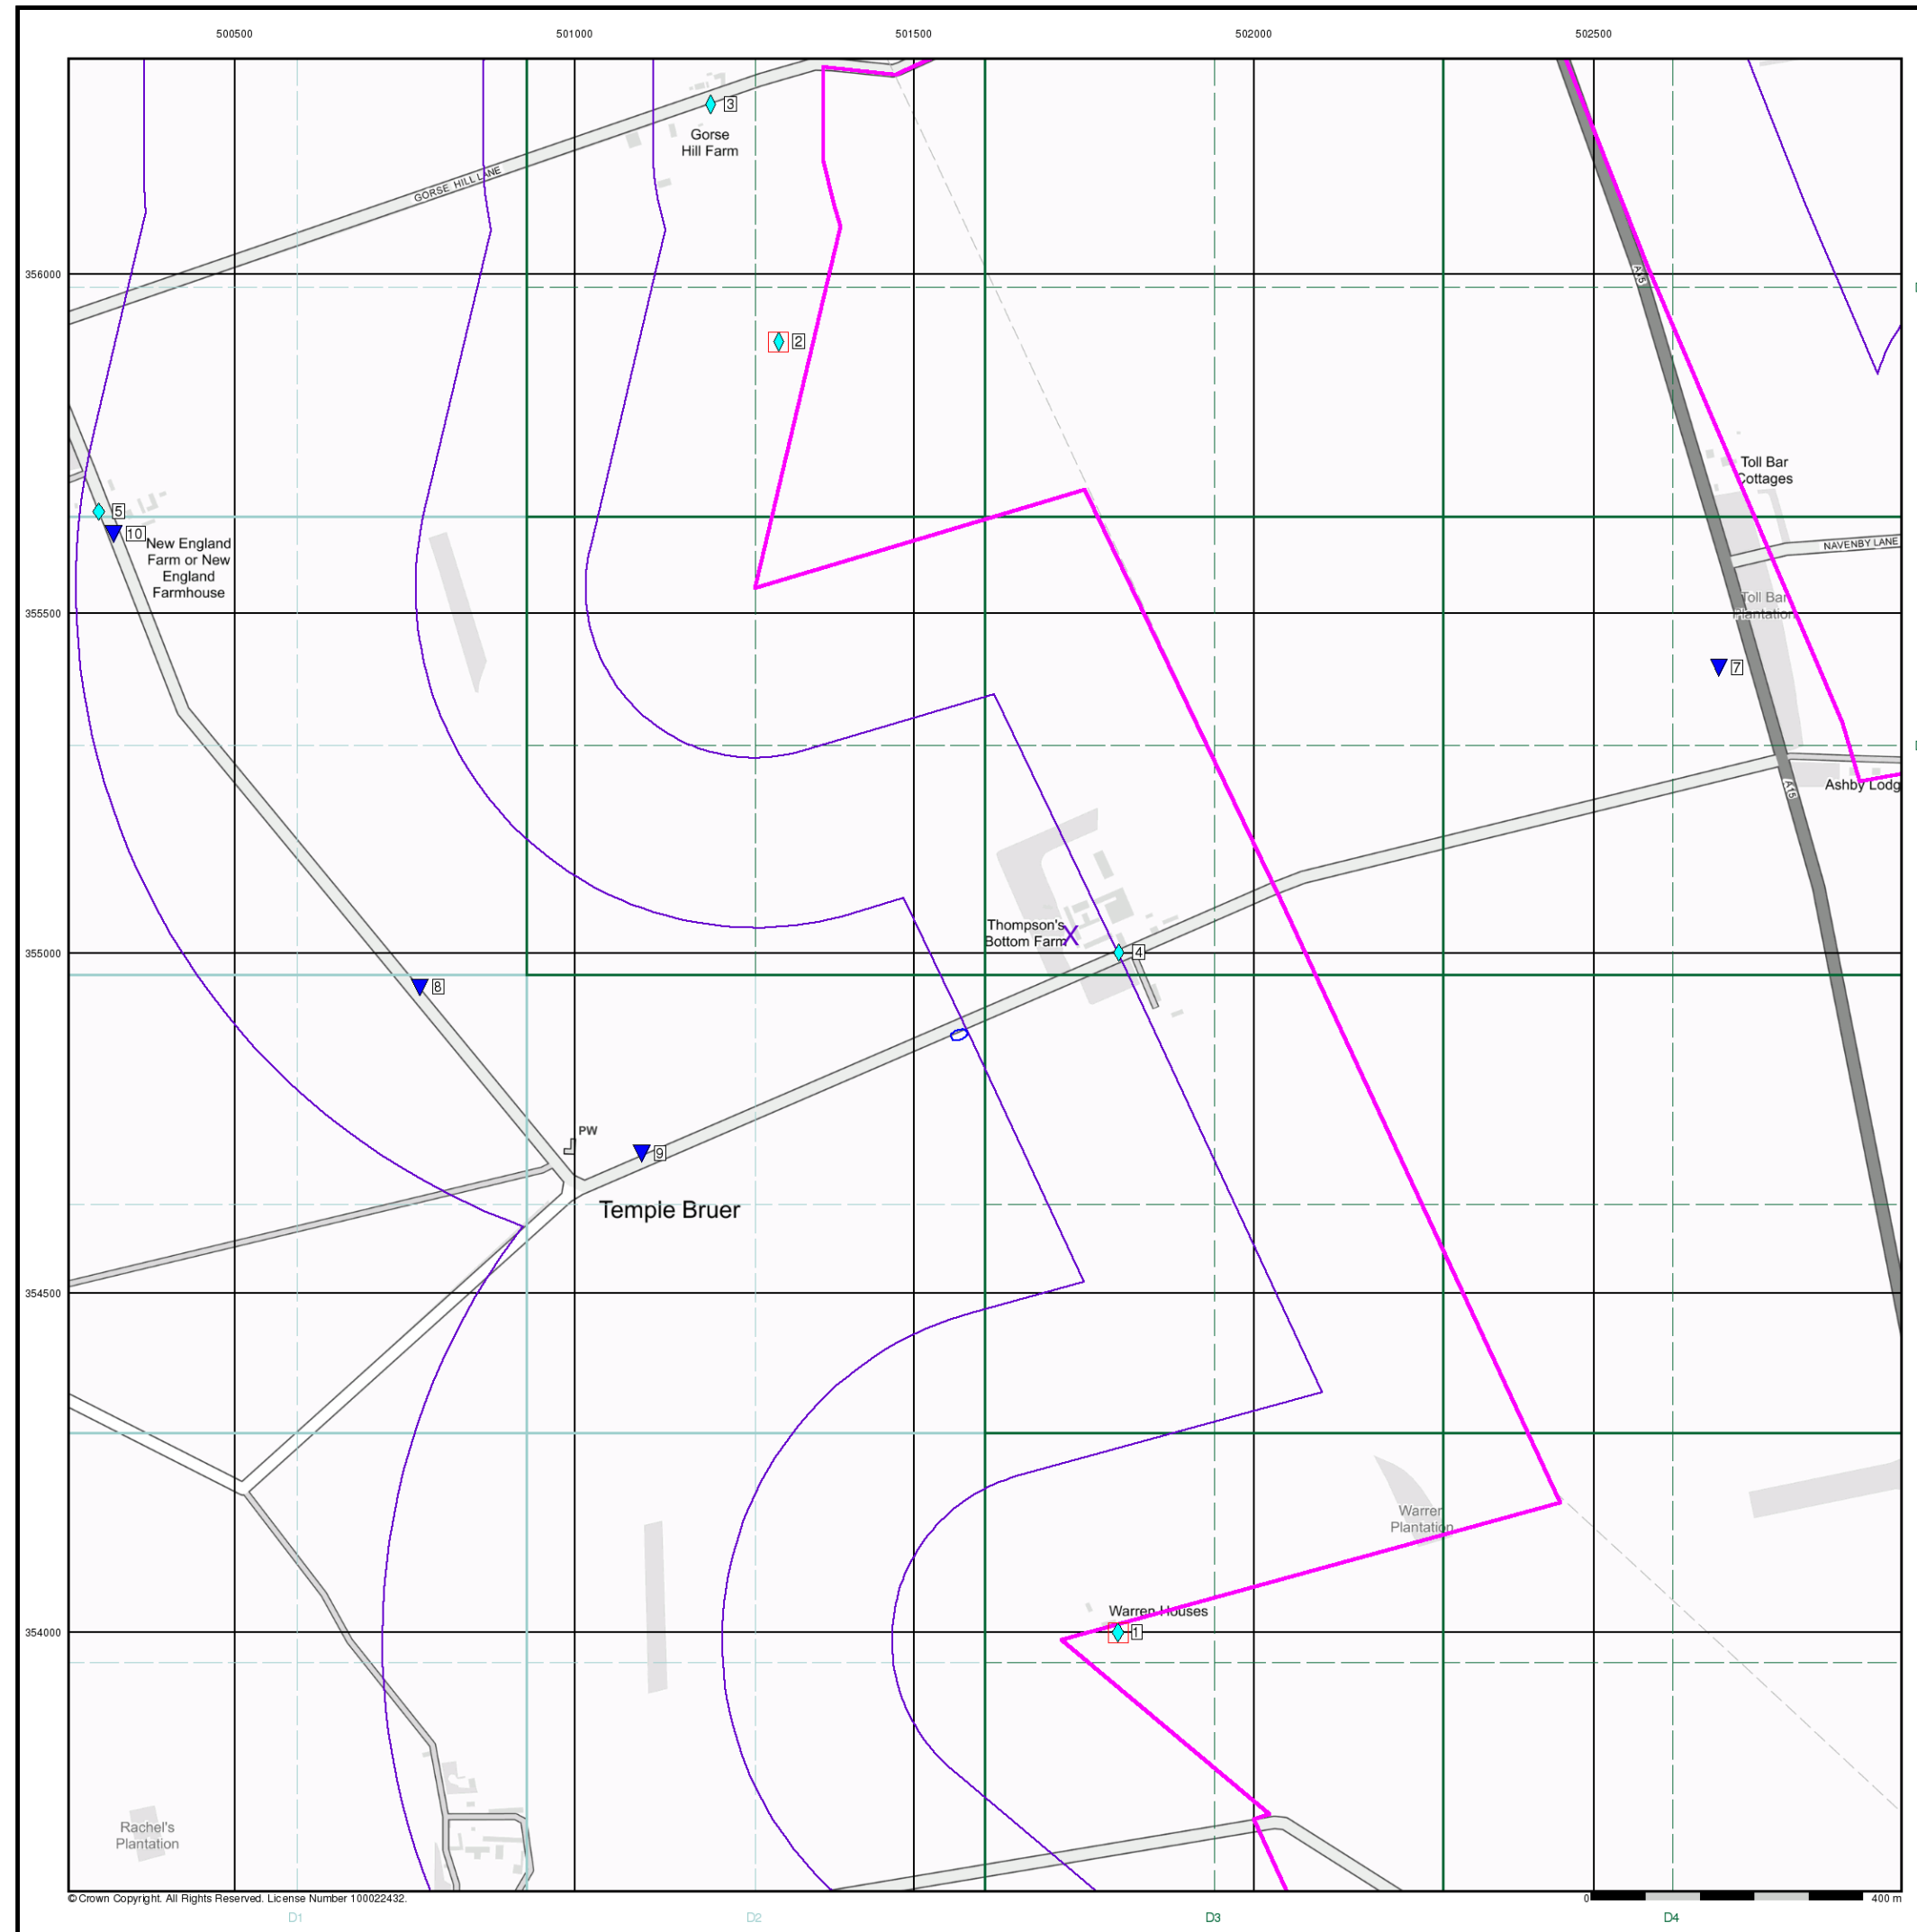 500500 501000 501500 502000 502500
3
Gorse
Hill Farm
GORSE HILL LANE
356000
A15
2
Toll Bar
Cottages
5
10
New England
Farm or New
England
Farmhouse
NAVENBY LANE
Toll Bar
Plantation
355500
7
A15
Ashby Lodg
Thompson's
Bottom Farm
X
355000
4
8
PW
9
Temple Bruer
354500
Warren
Plantation
Warren Houses
354000
1
Rachel's
Plantation
© Crown Copyright. All Rights Reserved. License Number 100022432.
0 400 m
D1 D2 D3 D4